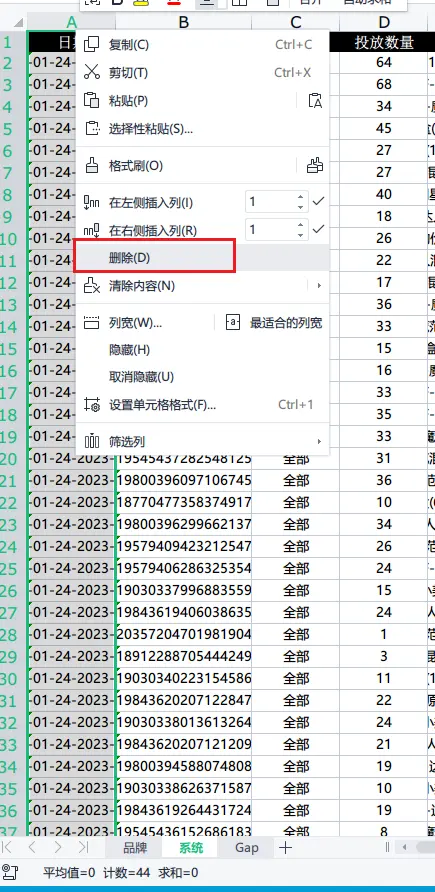 合并 自动求和
A B C D
1 日期 投放数量
2 -01-24- 64
3 -01-24- 68
4 -01-24- 34
5 -01-24- 45
6 -01-24- 27
7 -01-24- 27
8 -01-24- 40
9 -01-24- 18
10 -01-24- 26
11 -01-24- 22
12 -01-24- 17
13 -01-24- 36
14 -01-24- 33
15 -01-24- 15
16 -01-24- 16
17 -01-24- 33
18 -01-24- 35
19 -01-24- 33
复制(C) Ctrl+C
剪切(T) Ctrl+X
粘贴(P)
选择性粘贴(S)...
格式刷(O)
在左侧插入列(I) 1
在右侧插入列(R) 1
删除(D)
清除内容(N)
列宽(W)... 最适合的列宽
隐藏(H)
取消隐藏(U)
设置单元格格式(F)... Ctrl+1
筛选列
20 -01-24-2023- 19545437282548125 全部 31
21 -01-24-2023- 19800396097106745 全部 36
22 -01-24-2023- 18770477358374917 全部 10
23 -01-24-2023- 19800396299662137 全部 34
24 -01-24-2023- 19579409423212547 全部 26
25 -01-24-2023- 19579406286325354 全部 24
26 -01-24-2023- 19030337996883559 全部 15
27 -01-24-2023- 19843619406038635 全部 24
28 -01-24-2023- 20357204701981904 全部 1
29 -01-24-2023- 18912288705444249 全部 3
30 -01-24-2023- 19030340223154586 全部 11
31 -01-24-2023- 19843620207122847 全部 22
32 -01-24-2023- 19030338013613264 全部 24
33 -01-24-2023- 19843620207121209 全部 21
34 -01-24-2023- 19800394588074808 全部 19
35 -01-24-2023- 19030338626371587 全部 10
36 -01-24-2023- 19843619264431724 全部 19
37 -01-24-2023- 19545436152686183 全部 8
品牌 系统 Gap
平均值=0 计数=44 求和=0